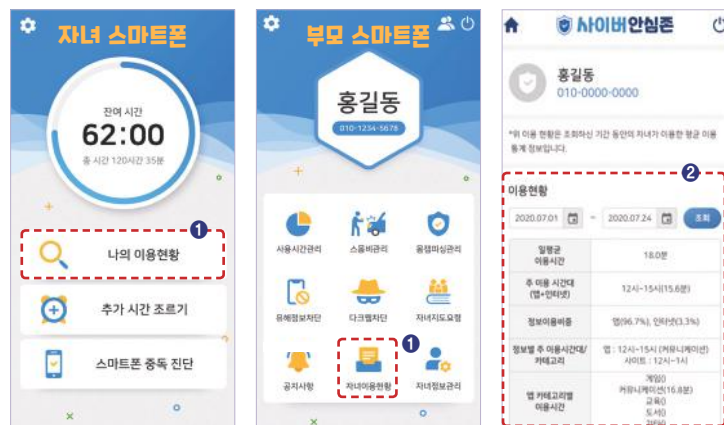 자녀 스마트폰
잔여 시간
62:00
총 시간 120시간 35분
❶
나의 이용현황
추가 시간 조르기
스마트폰 중독 진단
부모 스마트폰
홍길동
010-1234-5678
사용시간관리
스몸비관리
몸캠피싱관리
유해정보차단
다크웹차단
자녀지도요령
❶
공지사항
자녀이용현황
자녀정보관리
사이버안심존
홍길동
010-0000-0000
*위 이용 현황은 조회하신 기간 동안의 자녀가 이용한 평균 이용
통계 정보입니다.
❷
이용현황
2020.07.01 ~ 2020.07.24 조회
일평균
이용시간
18.0분
주 이용 시간대
(앱+인터넷)
12시~15시(15.6분)
정보이용비중
앱(96.7%), 인터넷(3.3%)
정보별 주 이용시간대/
카테고리
앱 : 12시~15시 (커뮤니케이션)
사이트 : 12시~1시
앱 카테고리별
이용시간
게임()
커뮤니케이션(16.8분)
교육()
도서()